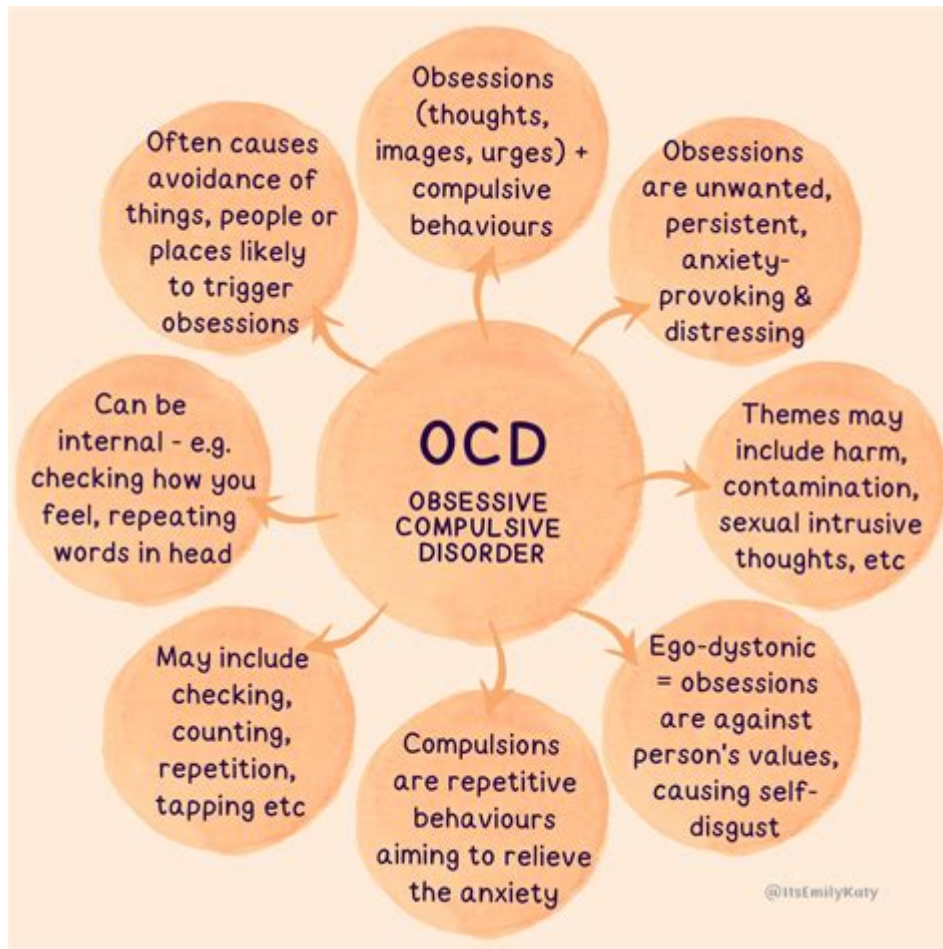 OCD
OBSESSIVE
COMPULSIVE
DISORDER
Obsessions
(thoughts,
images, urges) +
compulsive
behaviours
Obsessions
are unwanted,
persistent,
anxiety-
provoking &
distressing
Themes may
include harm,
contamination,
sexual intrusive
thoughts, etc
Ego-dystonic
= obsessions
are against
person's values,
causing self-
disgust
Compulsions
are repetitive
behaviours
aiming to relieve
the anxiety
May include
checking,
counting,
repetition,
tapping etc
Can be
internal - e.g.
checking how you
feel, repeating
words in head
Often causes
avoidance of
things, people or
places likely
to trigger
obsessions
@ItsEmilyKaty